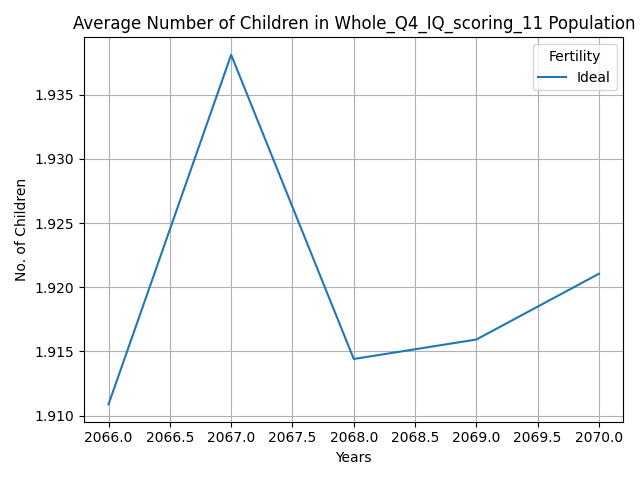 Average Number of Children in Whole_Q4_IQ_scoring_11 Population
Fertility
Ideal
1.935
1.930
1.925
1.920
1.915
1.910
No. of Children
2066.0 2066.5 2067.0 2067.5 2068.0 2068.5 2069.0 2069.5 2070.0
Years